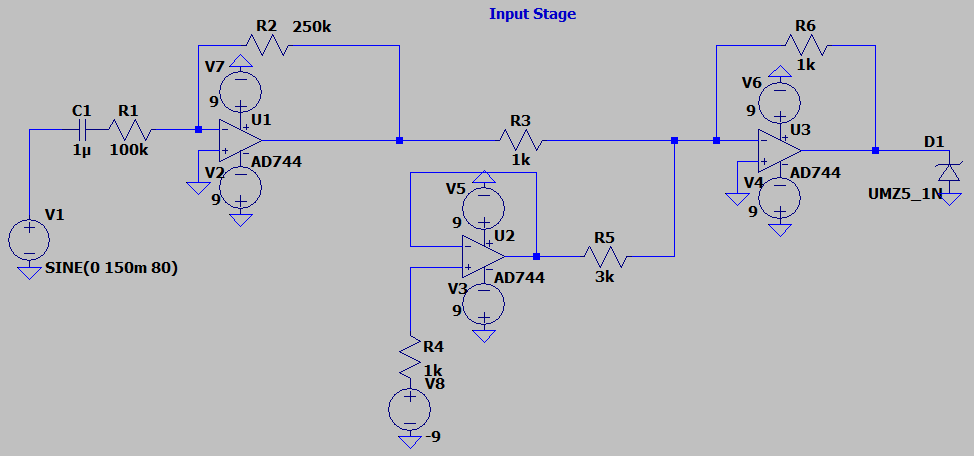 Input Stage
R2 250k
R6
1k
V7
9
V6
9
C1 R1
1µ 100k
U1
AD744
V2
9
R3
1k
U3
AD744
V4
9
D1
UMZ5_1N
V5
9
U2
AD744
V3
9
R5
3k
V1
SINE(0 150m 80)
R4
1k
V8
-9